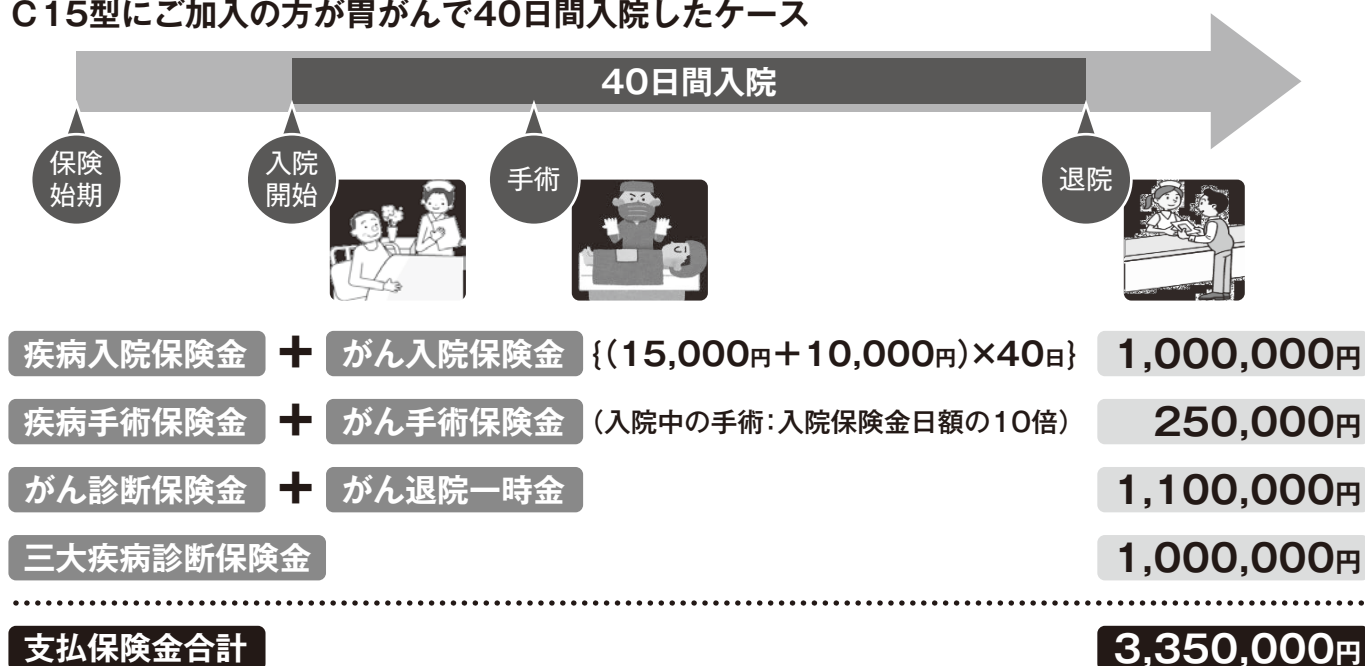 C15型にご加入の方が胃がんで40日間入院したケース
40日間入院
保険
始期
入院
開始
手術
退院
疾病入院保険金 + がん入院保険金 {(15,000円+10,000円)×40日} 1,000,000円
疾病手術保険金 + がん手術保険金 (入院中の手術:入院保険金日額の10倍) 250,000円
がん診断保険金 + がん退院一時金 1,100,000円
三大疾病診断保険金 1,000,000円
支払保険金合計 3,350,000円